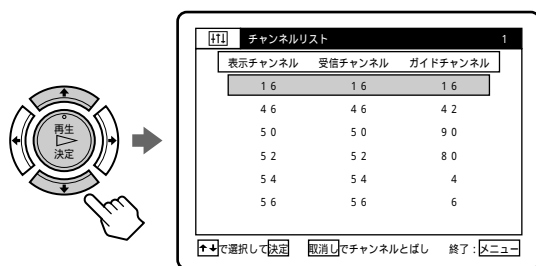 チャンネルリスト 1
表示チャンネル 受信チャンネル ガイドチャンネル
16 16 16
46 46 42
50 50 90
52 52 80
54 54 4
56 56 6
再生
決定
↑↓で選択して決定 取消しでチャンネルとばし 終了：メニュー